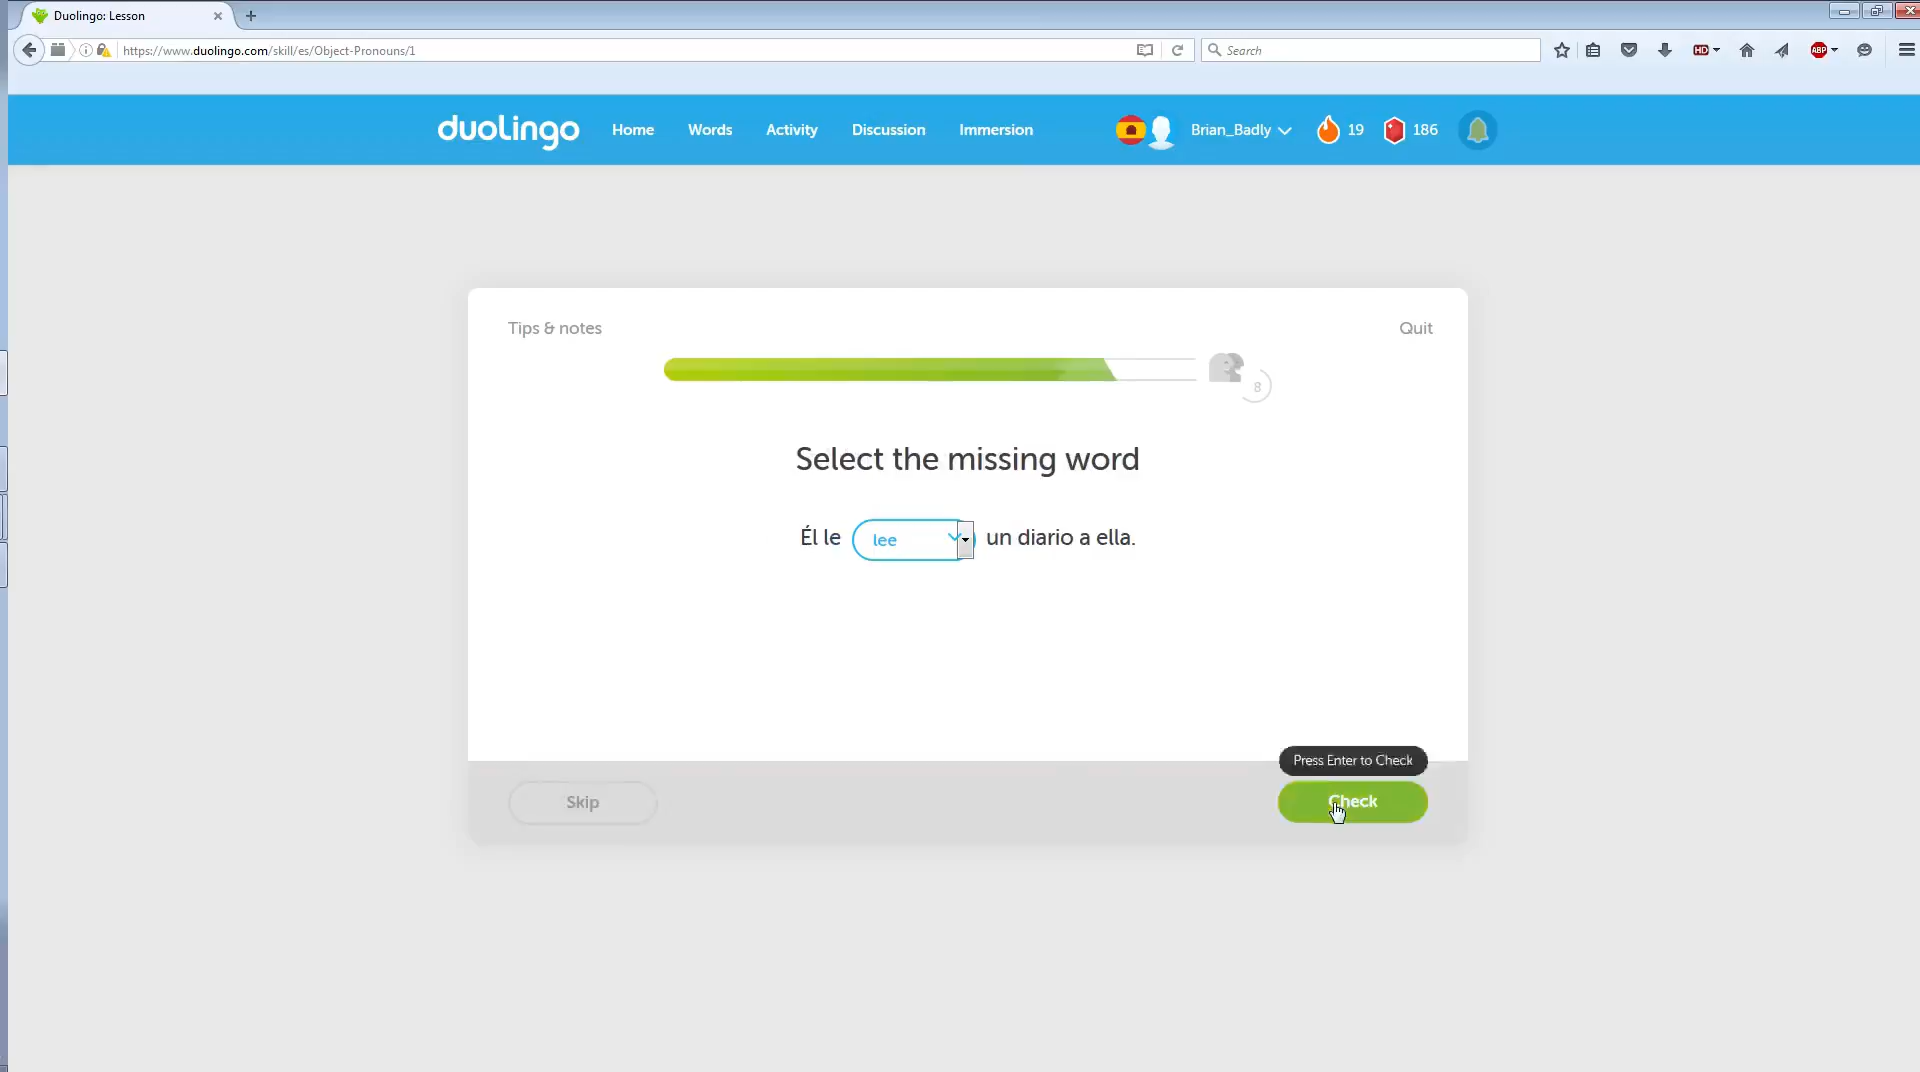 Duolingo: Lesson
https://www.duolingo.com/skill/es/Object-Pronouns/1
Search
HD
ABP
duolingo
Home
Words
Activity
Discussion
Immersion
Brian_Badly
19
186
Tips & notes
Quit
8
Select the missing word
Él le lee un diario a ella.
Press Enter to Check
Skip
Check